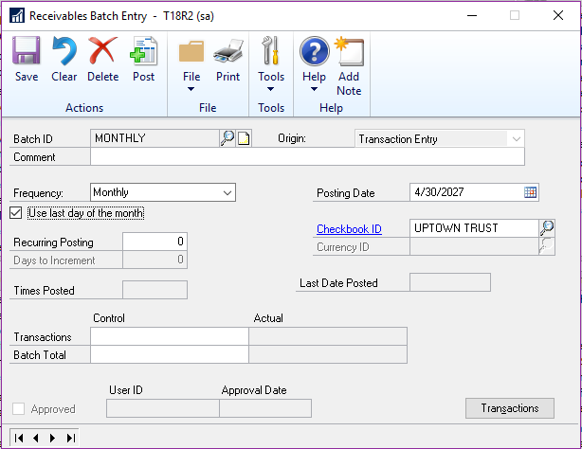 Receivables Batch Entry - T18R2 (sa)
Save Clear Delete Post File Print Tools Help Add Note
Actions File Tools Help
Batch ID MONTHLY Origin: Transaction Entry
Comment
Frequency: Monthly Posting Date 4/30/2027
Use last day of the month
Checkbook ID UPTOWN TRUST
Recurring Posting 0 Currency ID
Days to Increment 0
Times Posted Last Date Posted
Control Actual
Transactions
Batch Total
User ID Approval Date
Approved Transactions